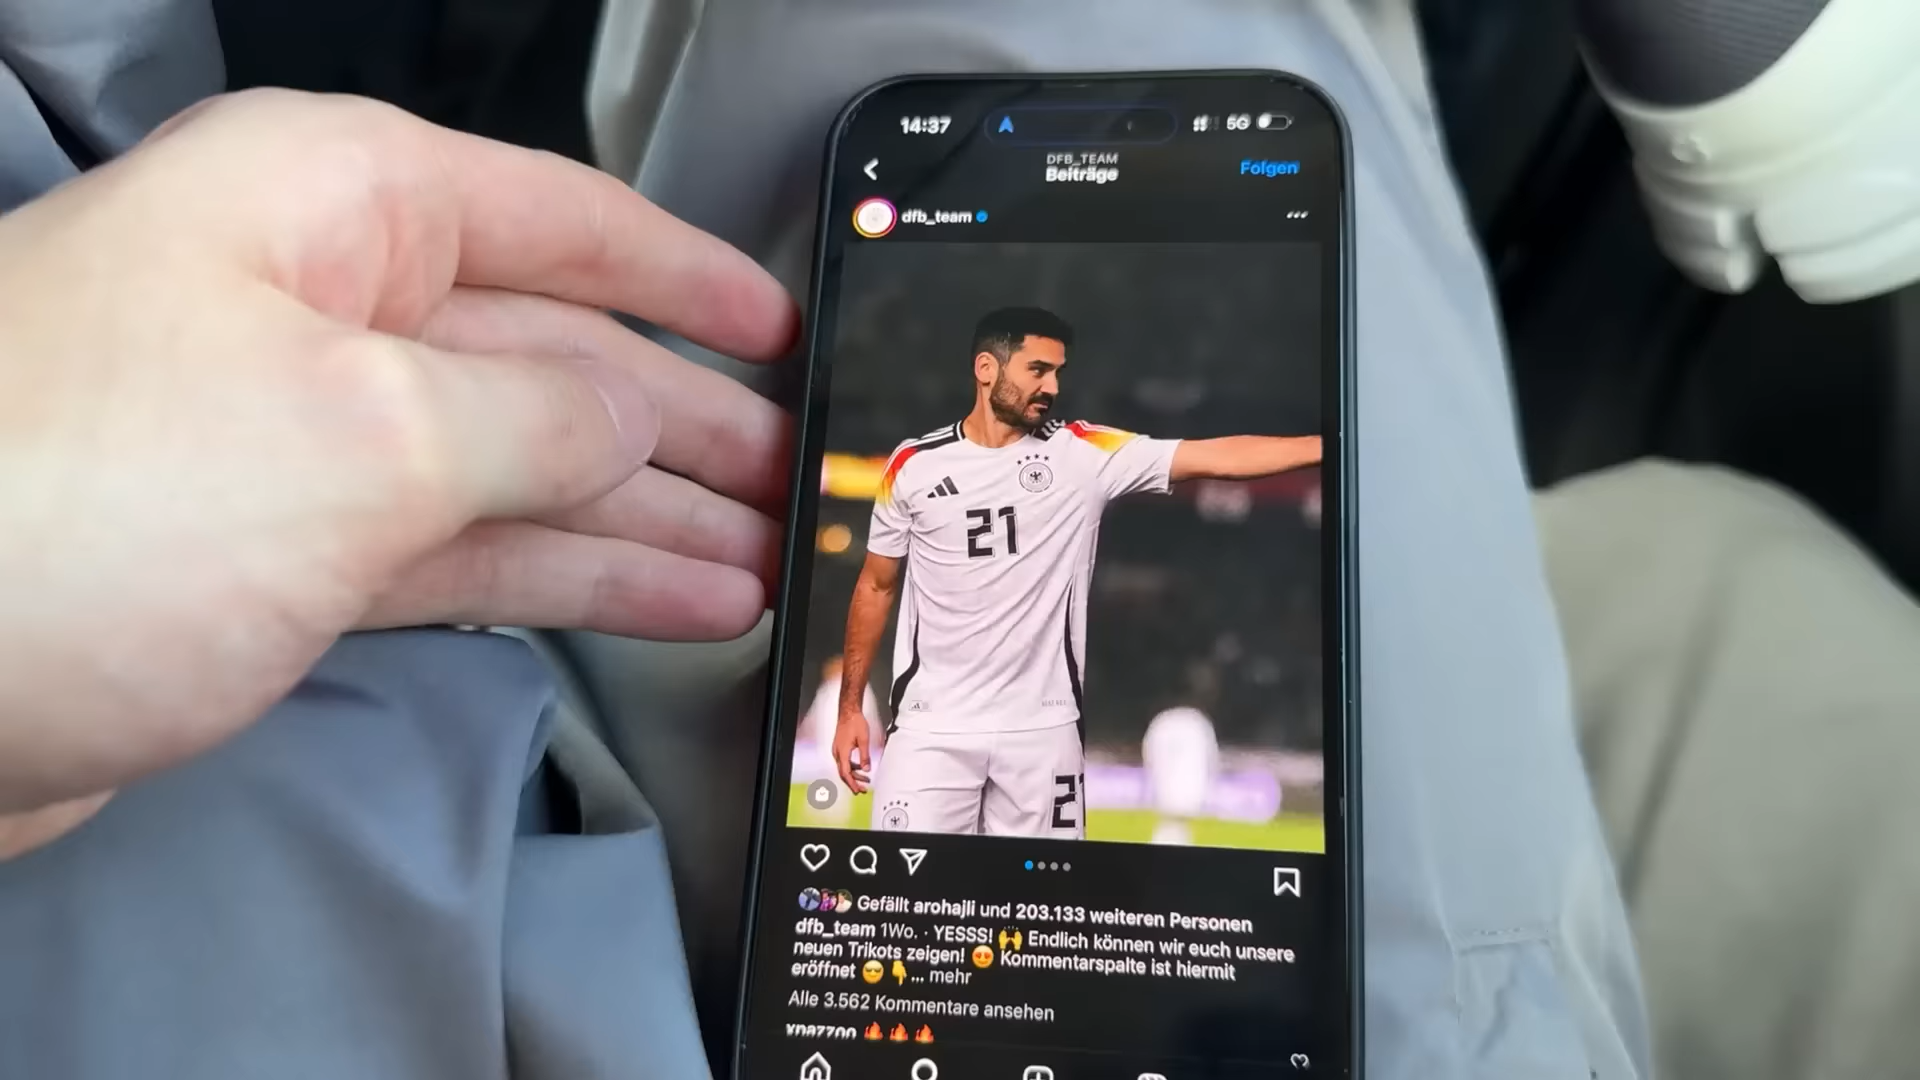 14:37
5G
DFB_TEAM
Beiträge
Folgen
dfb_team
21
21
Gefällt arohajli und 203.133 weiteren Personen
dfb_team 1Wo. · YESSS! 🙌 Endlich können wir euch unsere
neuen Trikots zeigen! 😍 Kommentarspalte ist hiermit
eröffnet 😎 👇... mehr
Alle 3.562 Kommentare ansehen
🔥🔥🔥